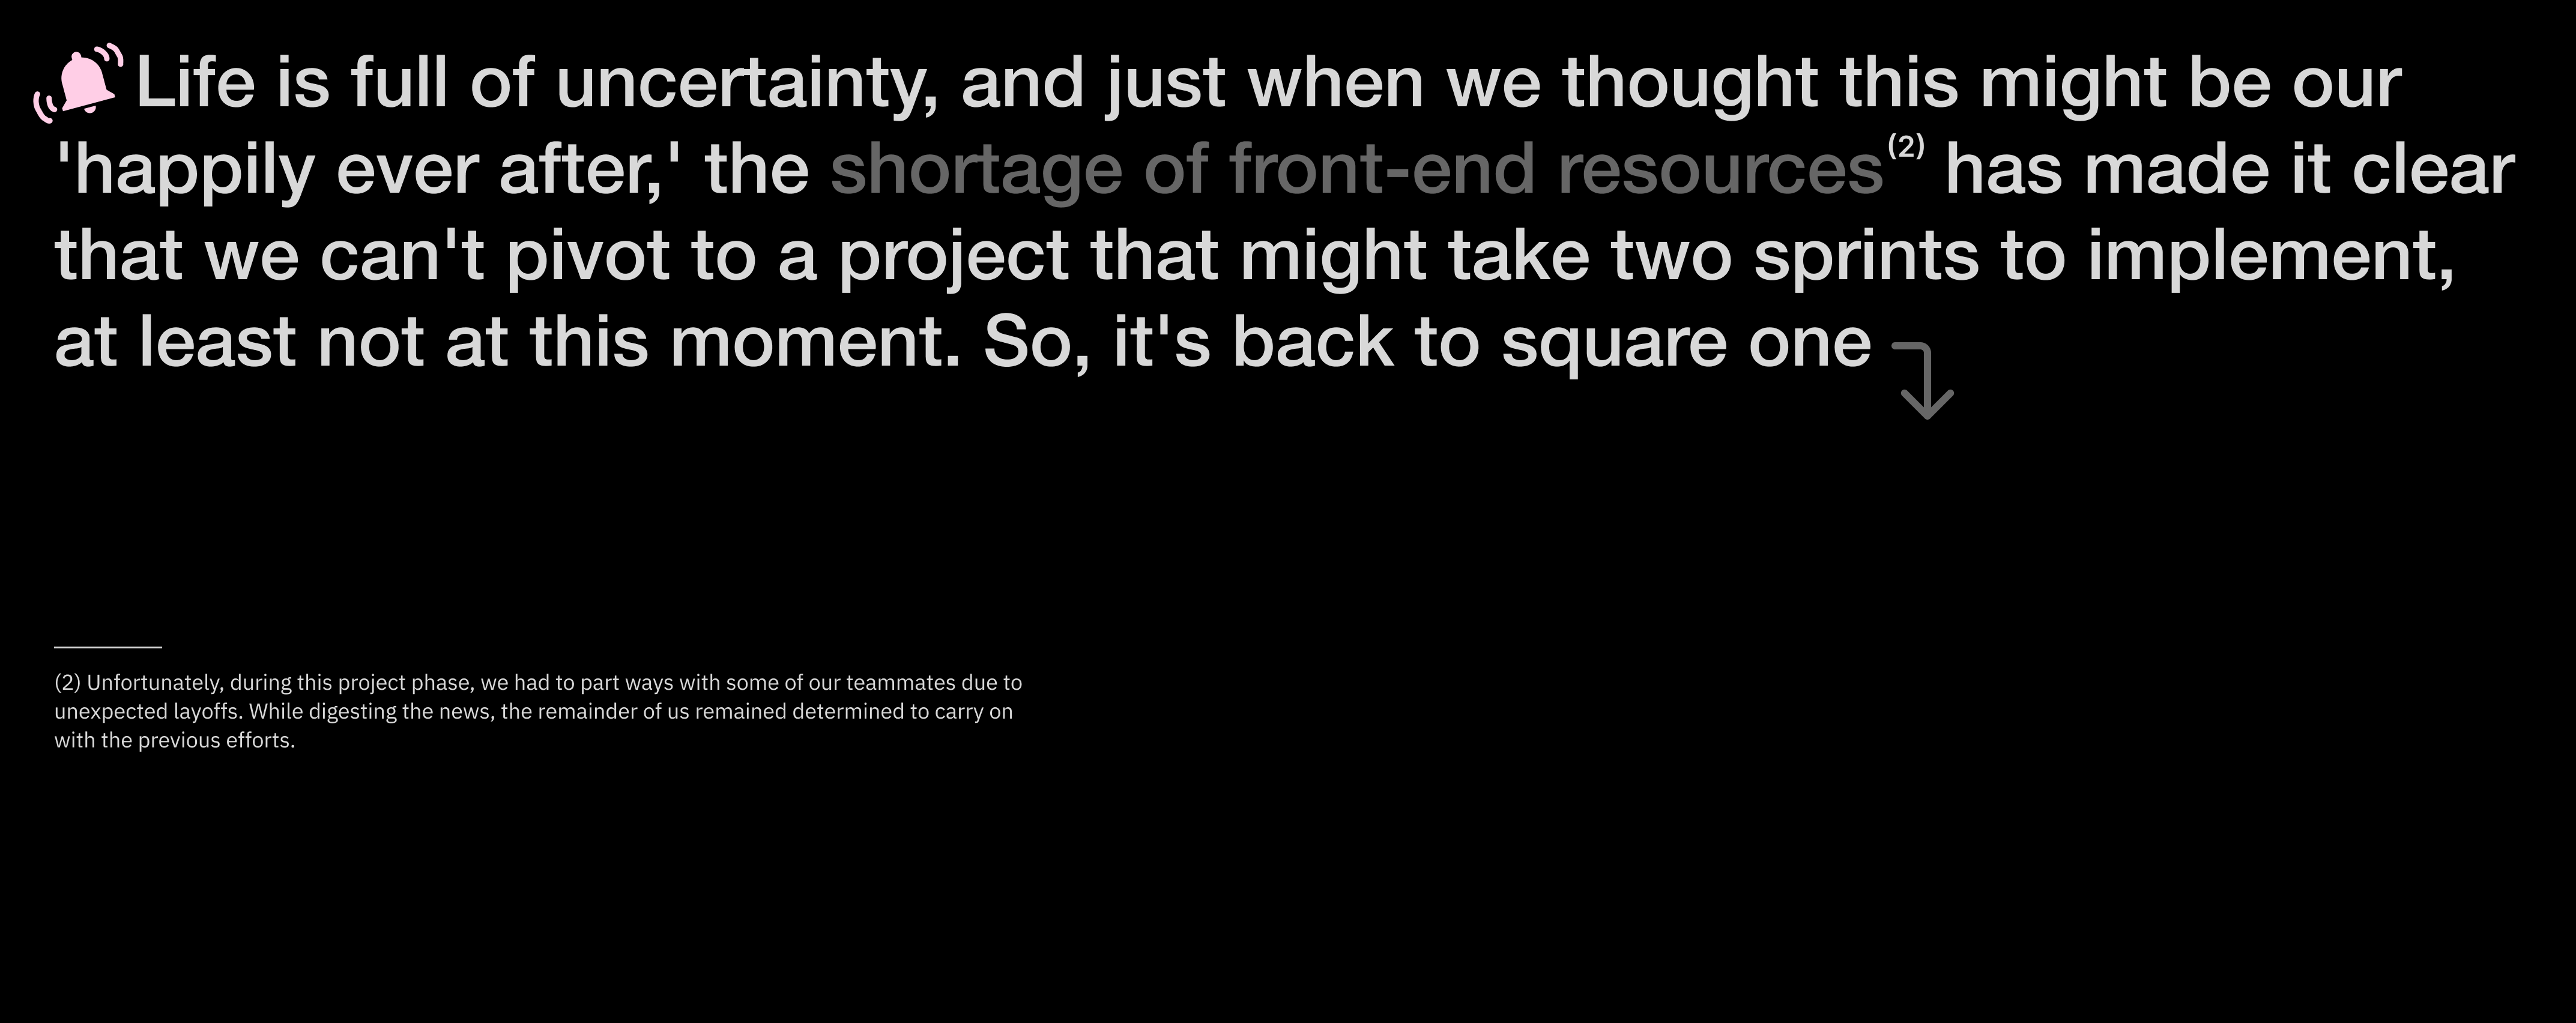 Life is full of uncertainty, and just when we thought this might be our
'happily ever after,' the shortage of front-end resources(2) has made it clear
that we can't pivot to a project that might take two sprints to implement,
at least not at this moment. So, it's back to square one
(2) Unfortunately, during this project phase, we had to part ways with some of our teammates due to
unexpected layoffs. While digesting the news, the remainder of us remained determined to carry on
with the previous efforts.